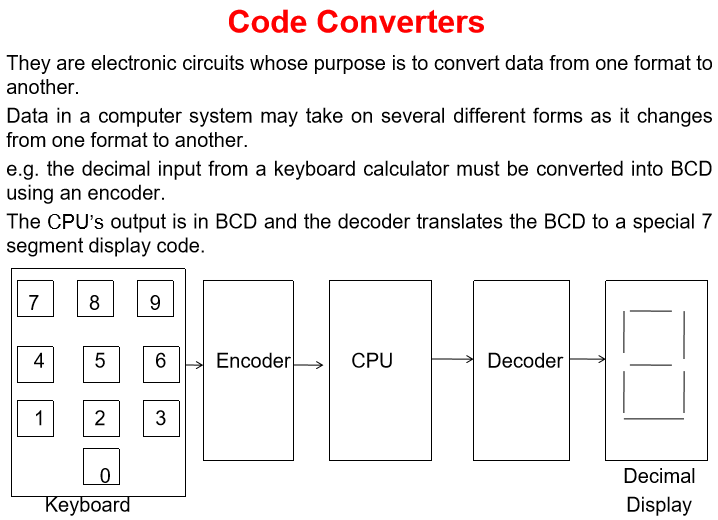 Code Converters
They are electronic circuits whose purpose is to convert data from one format to
another.
Data in a computer system may take on several different forms as it changes
from one format to another.
e.g. the decimal input from a keyboard calculator must be converted into BCD
using an encoder.
The CPU's output is in BCD and the decoder translates the BCD to a special 7
segment display code.
7 8 9
4 5 6 Encoder CPU Decoder
1 2 3
0
Keyboard
Decimal
Display